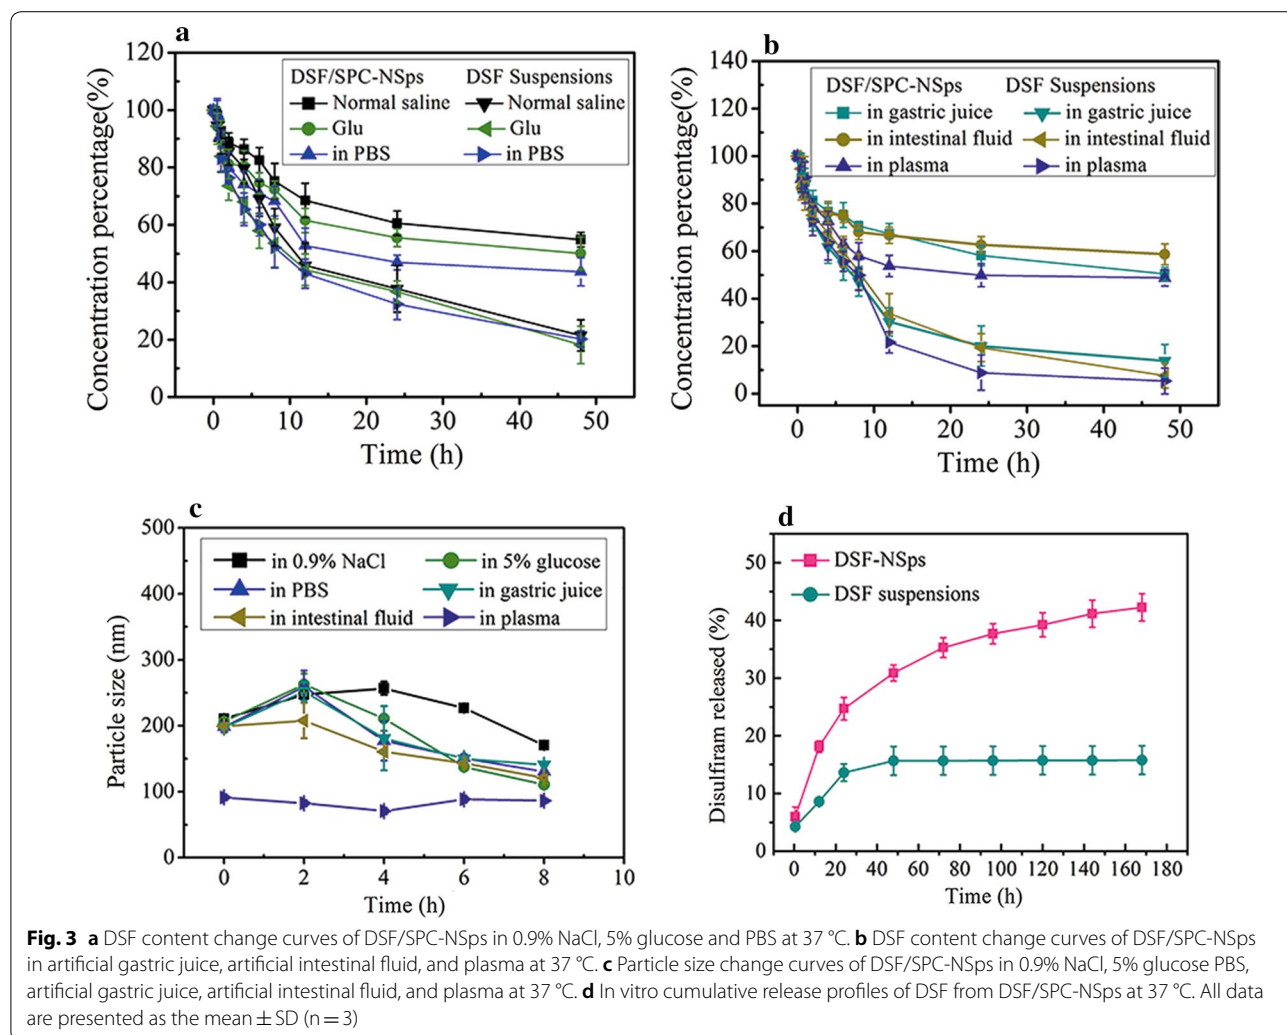 a
120
100
80
60
40
20
0
Concentration percentage(%)
DSF/SPC-NSps DSF Suspensions
Normal saline Normal saline
Glu Glu
in PBS in PBS
0 10 20 30 40 50
Time (h)
b
100
80
60
40
20
0
Concentration percentage(%)
DSF/SPC-NSps DSF Suspensions
in gastric juice in gastric juice
in intestinal fluid in intestinal fluid
in plasma in plasma
0 10 20 30 40 50
Time (h)
c
500
400
300
200
100
0
Particle size (nm)
in 0.9% NaCl in 5% glucose
in PBS in gastric juice
in intestinal fluid in plasma
0 2 4 6 8 10
Time (h)
d
50
40
30
20
10
0
Disulfiram released (%)
DSF-NSps
DSF suspensions
0 20 40 60 80 100 120 140 160 180
Time (h)
Fig. 3 a DSF content change curves of DSF/SPC-NSps in 0.9% NaCl, 5% glucose and PBS at 37 °C. b DSF content change curves of DSF/SPC-NSps
in artificial gastric juice, artificial intestinal fluid, and plasma at 37 °C. c Particle size change curves of DSF/SPC-NSps in 0.9% NaCl, 5% glucose PBS,
artificial gastric juice, artificial intestinal fluid, and plasma at 37 °C. d In vitro cumulative release profiles of DSF from DSF/SPC-NSps at 37 °C. All data
are presented as the mean ± SD (n = 3)